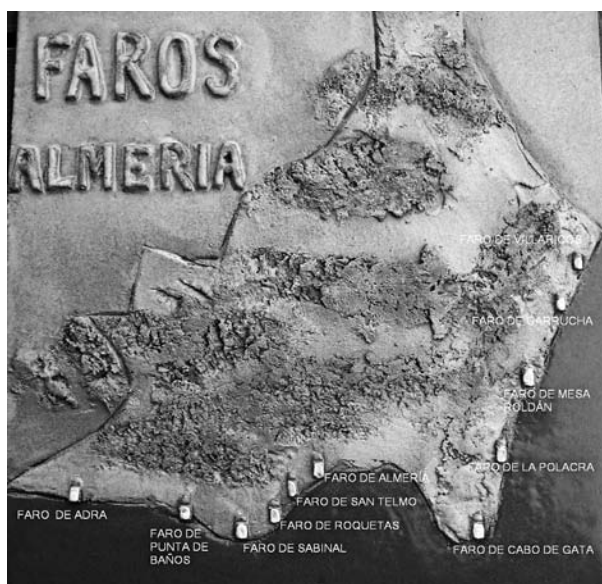 FAROS
ALMERIA
FARO DE VILLARICOS
FARO DE GARRUCHA
FARO DE MESA
ROLDÁN
FARO DE LA POLACRA
FARO DE ALMERÍA
FARO DE SAN TELMO
FARO DE ROQUETAS
FARO DE ADRA
FARO DE
PUNTA DE
BAÑOS
FARO DE SABINAL
FARO DE CABO DE GATA